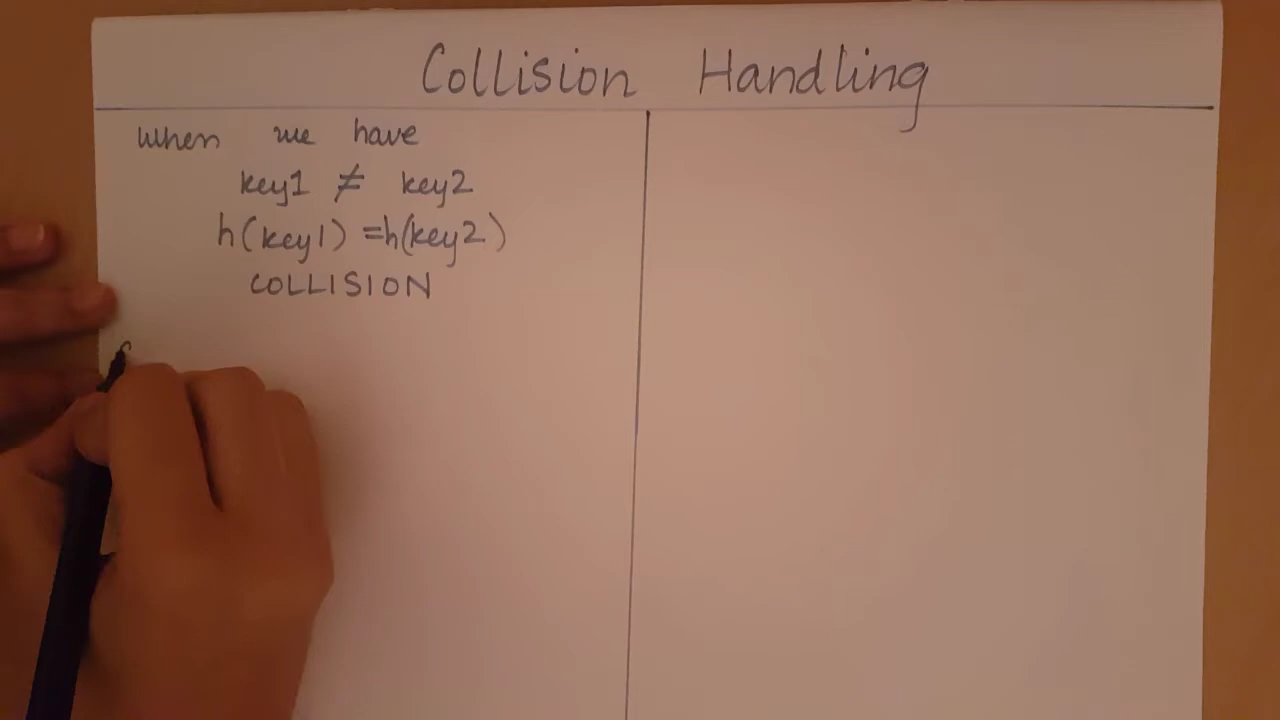 Collision Handling
when we have
key1 ≠ key2
h(key1) =h(key2)
COLLISION